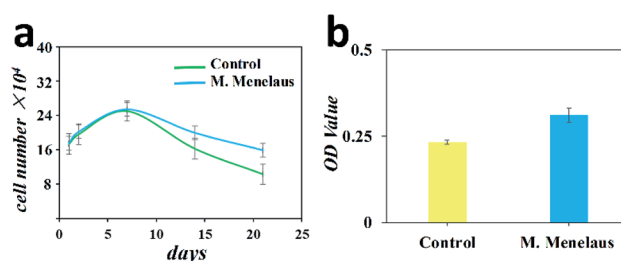 a
cell number ×10⁴
40
32
24
16
8
0
5
10
15
20
25
days
Control
M. Menelaus
b
OD Value
0.5
0.25
0
Control
M. Menelaus